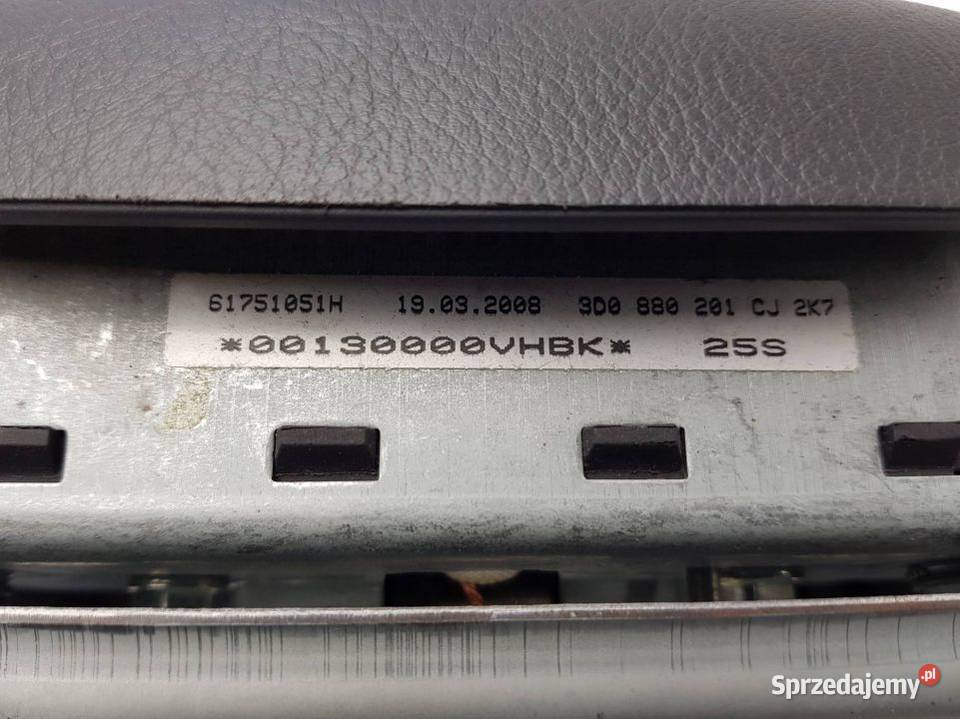 61751051H 19.03.2008 3D0 880 201 CJ 2K7
*00130000VHBK* 25S
Sprzedajemy.pl